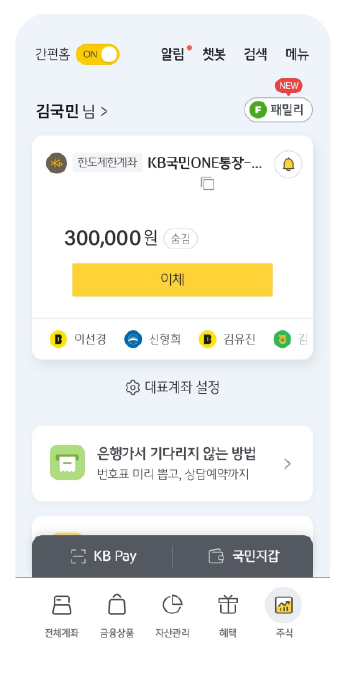 간편홈 ON 알림 챗봇 검색 메뉴
NEW
김국민 님 > 패밀리
한도제한계좌 KB국민ONE통장-...
300,000원 숨김
이체
이선경 신형희 김유진 김
대표계좌 설정
은행가서 기다리지 않는 방법
번호표 미리 뽑고, 상담예약까지
KB Pay 국민지갑
전체계좌 금융상품 자산관리 혜택 주식